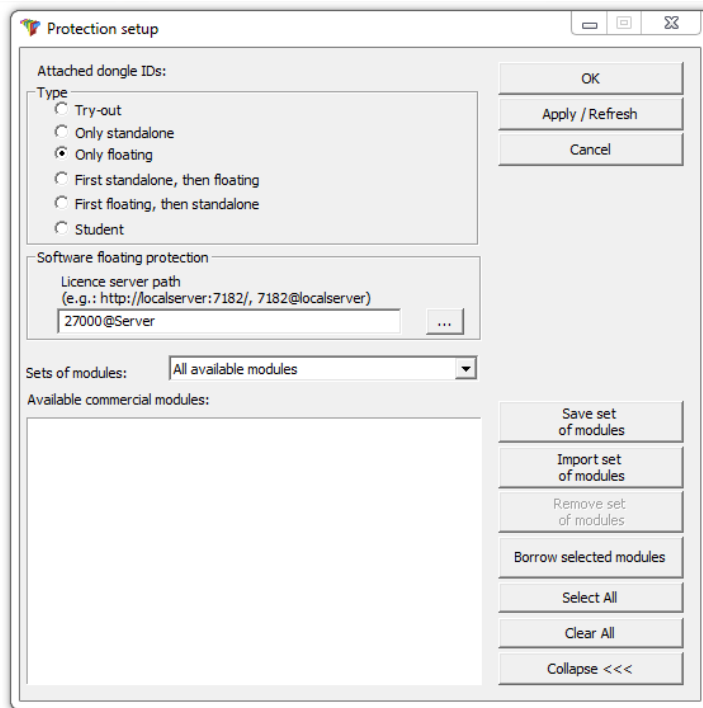 Protection setup
Attached dongle IDs:
Type
Try-out
Only standalone
Only floating
First standalone, then floating
First floating, then standalone
Student
OK
Apply / Refresh
Cancel
Software floating protection
Licence server path
(e.g.: http://localserver:7182/, 7182@localserver)
27000@Server
...
Sets of modules:
All available modules
Available commercial modules:
Save set
of modules
Import set
of modules
Remove set
of modules
Borrow selected modules
Select All
Clear All
Collapse <<<